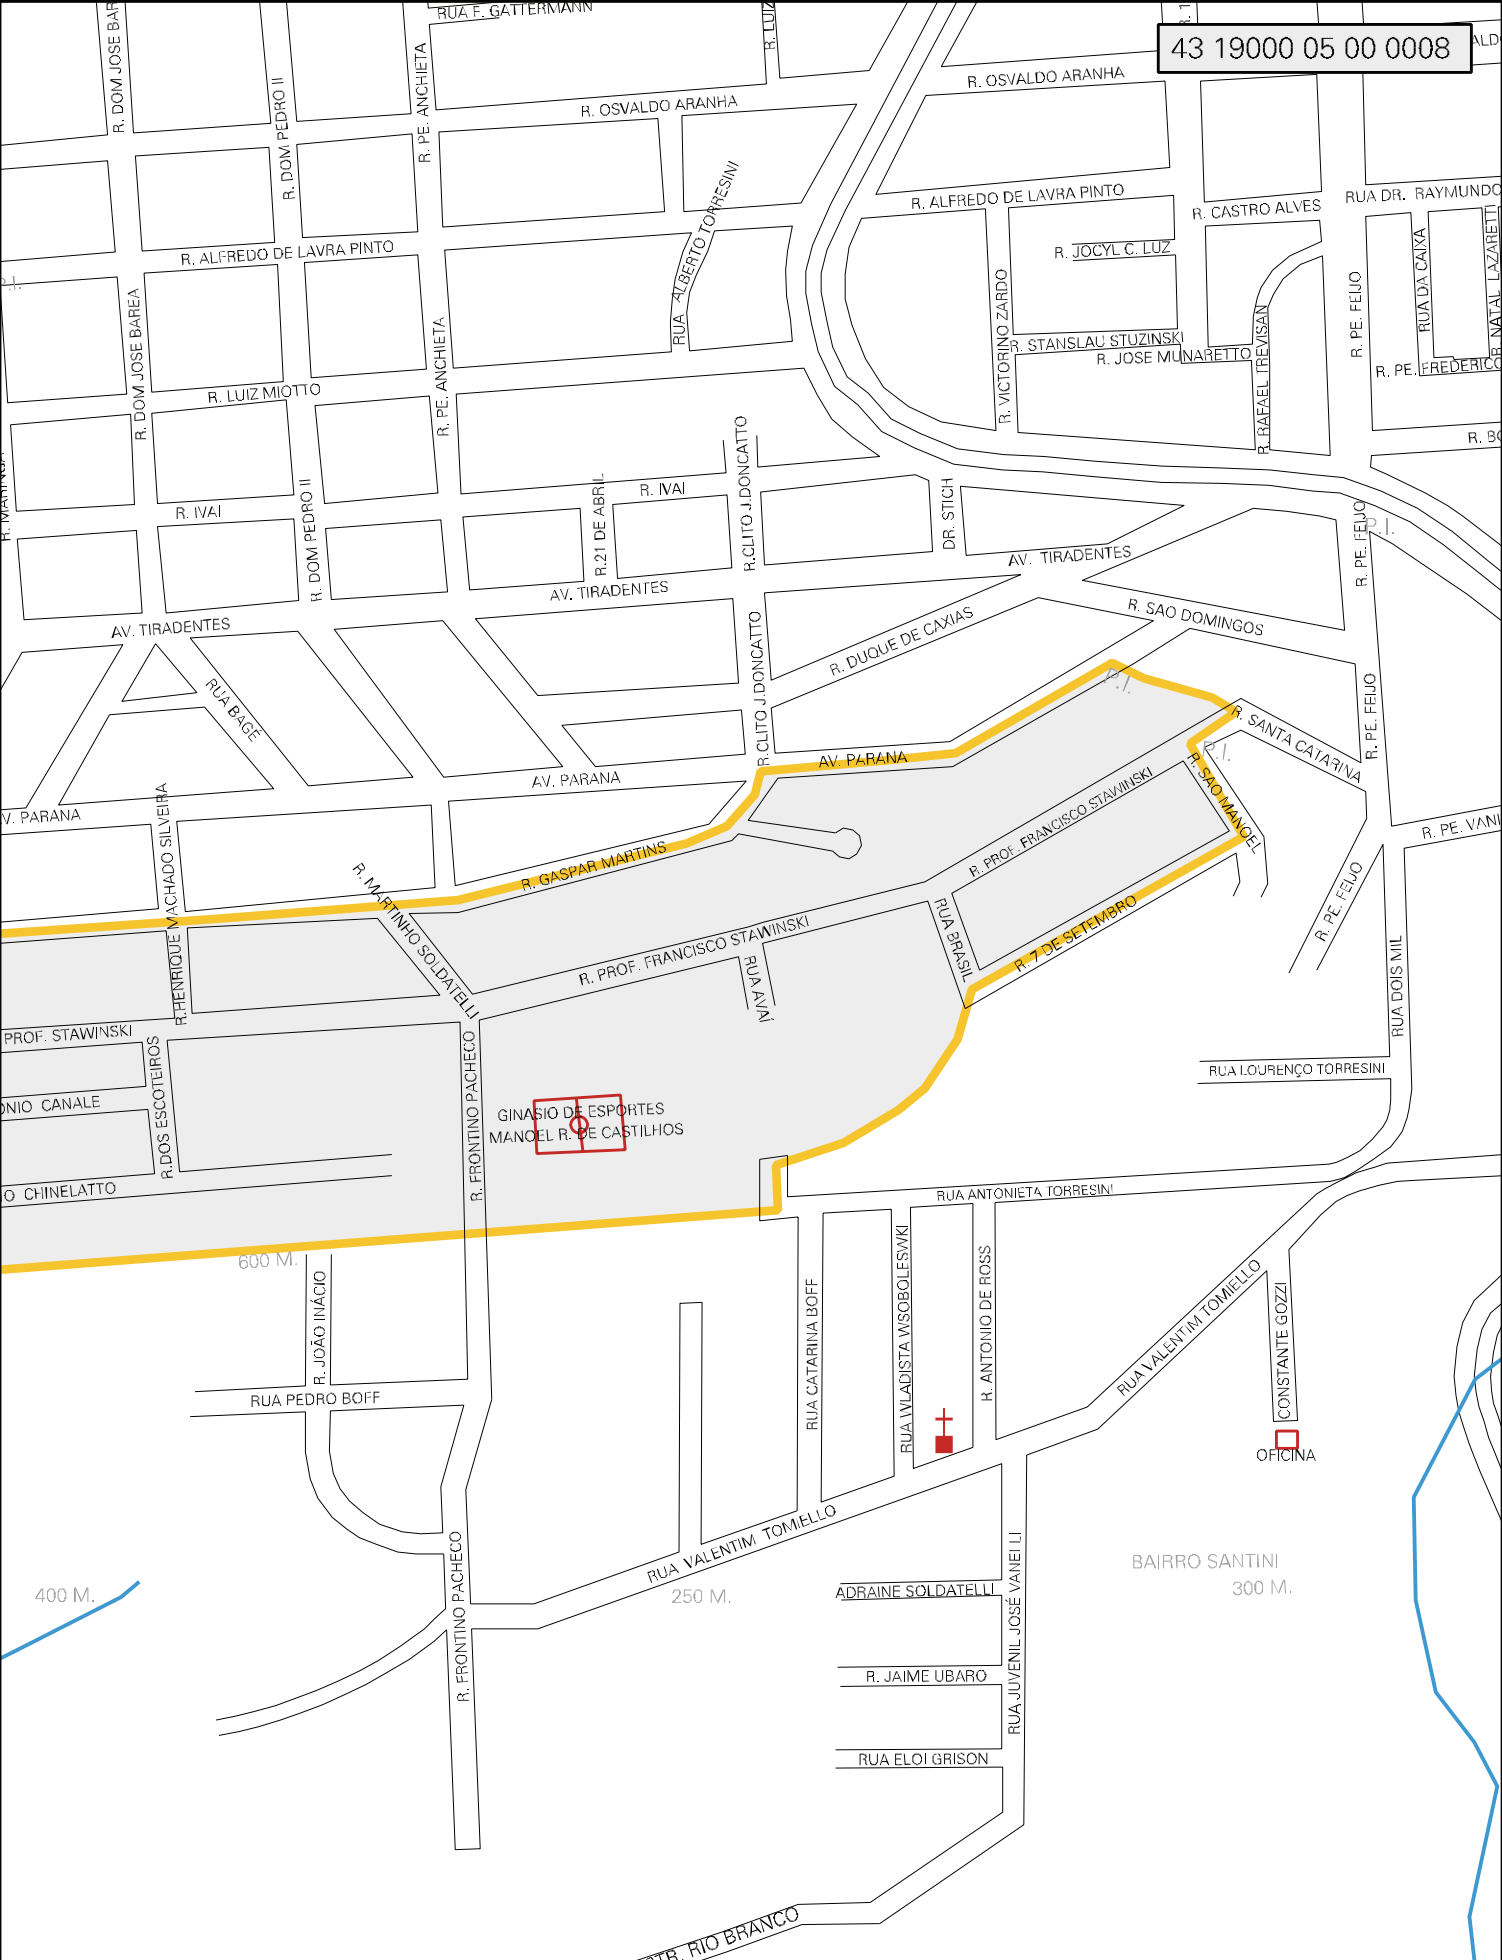 RUA F. GATTERMANN
43 19000 05 00 0008
R. OSVALDO ARANHA
R. OSVALDO ARANHA
R. DOM PEDRO II
R. PE. ANCHIETA
RUA ALBERTO TORRESINI
R. ALFREDO DE LAVRA PINTO
R. CASTRO ALVES
RUA DR. RAYMUNDO
R. ALFREDO DE LAVRA PINTO
R. JOCYL C. LUZ
RUA DA CAIXA
R. NATAL LAZARETTI
R. VICTORINO ZARDO
R. PE. FEIJO
R. DOM JOSE BAREA
R. PE. ANCHIETA
R. STANSLAU STUZINSKI
R. JOSE MUNARETTO
R. RAFAEL TREVISAN
R. PE. FREDERICO
R. LUIZ MIOTTO
R.CLITO J.DONCATTO
R. IVAI
R. IVAI
R.21 DE ABRIL
DR. STICH
R. DOM PEDRO II
R. PE. FEIJO
P.I.
AV. TIRADENTES
AV. TIRADENTES
AV. TIRADENTES
R. SAO DOMINGOS
R. DUQUE DE CAXIAS
R.CLITO J.DONCATTO
RUA BAGÉ
P.I.
R. PE. FEIJO
R. SANTA CATARINA
P.I.
AV. PARANA
AV. PARANA
V. PARANA
R. SAO MANOEL
R. PROF. FRANCISCO STAWINSKI
R. PE. VANI
R. GASPAR MARTINS
R.HENRIQUE MACHADO SILVEIRA
R. MARTINHO SOLDATELLI
R. PE. FEIJO
R. 7 DE SETEMBRO
RUA BRASIL
R. PROF. FRANCISCO STAWINSKI
RUA AVAÍ
RUA DOIS MIL
PROF. STAWINSKI
R.DOS ESCOTEIROS
R. FRONTINO PACHECO
RUA LOURENÇO TORRESINI
ONIO CANALE
GINASIO DE ESPORTES
MANOEL R. DE CASTILHOS
O CHINELATTO
RUA ANTONIETA TORRESINI
600 M.
R. JOÃO INÁCIO
RUA CATARINA BOFF
RUA WLADISTA WSOBOLESWKI
R. ANTONIO DE ROSS
RUA VALENTIM TOMIELLO
CONSTANTE GOZZI
RUA PEDRO BOFF
OFICINA
RUA VALENTIM TOMIELLO
R. FRONTINO PACHECO
BAIRRO SANTINI
300 M.
400 M.
250 M.
ADRAINE SOLDATELLI
RUA JUVENIL JOSÉ VANEI LI
R. JAIME UBARO
RUA ELOI GRISON
STR. RIO BRANCO